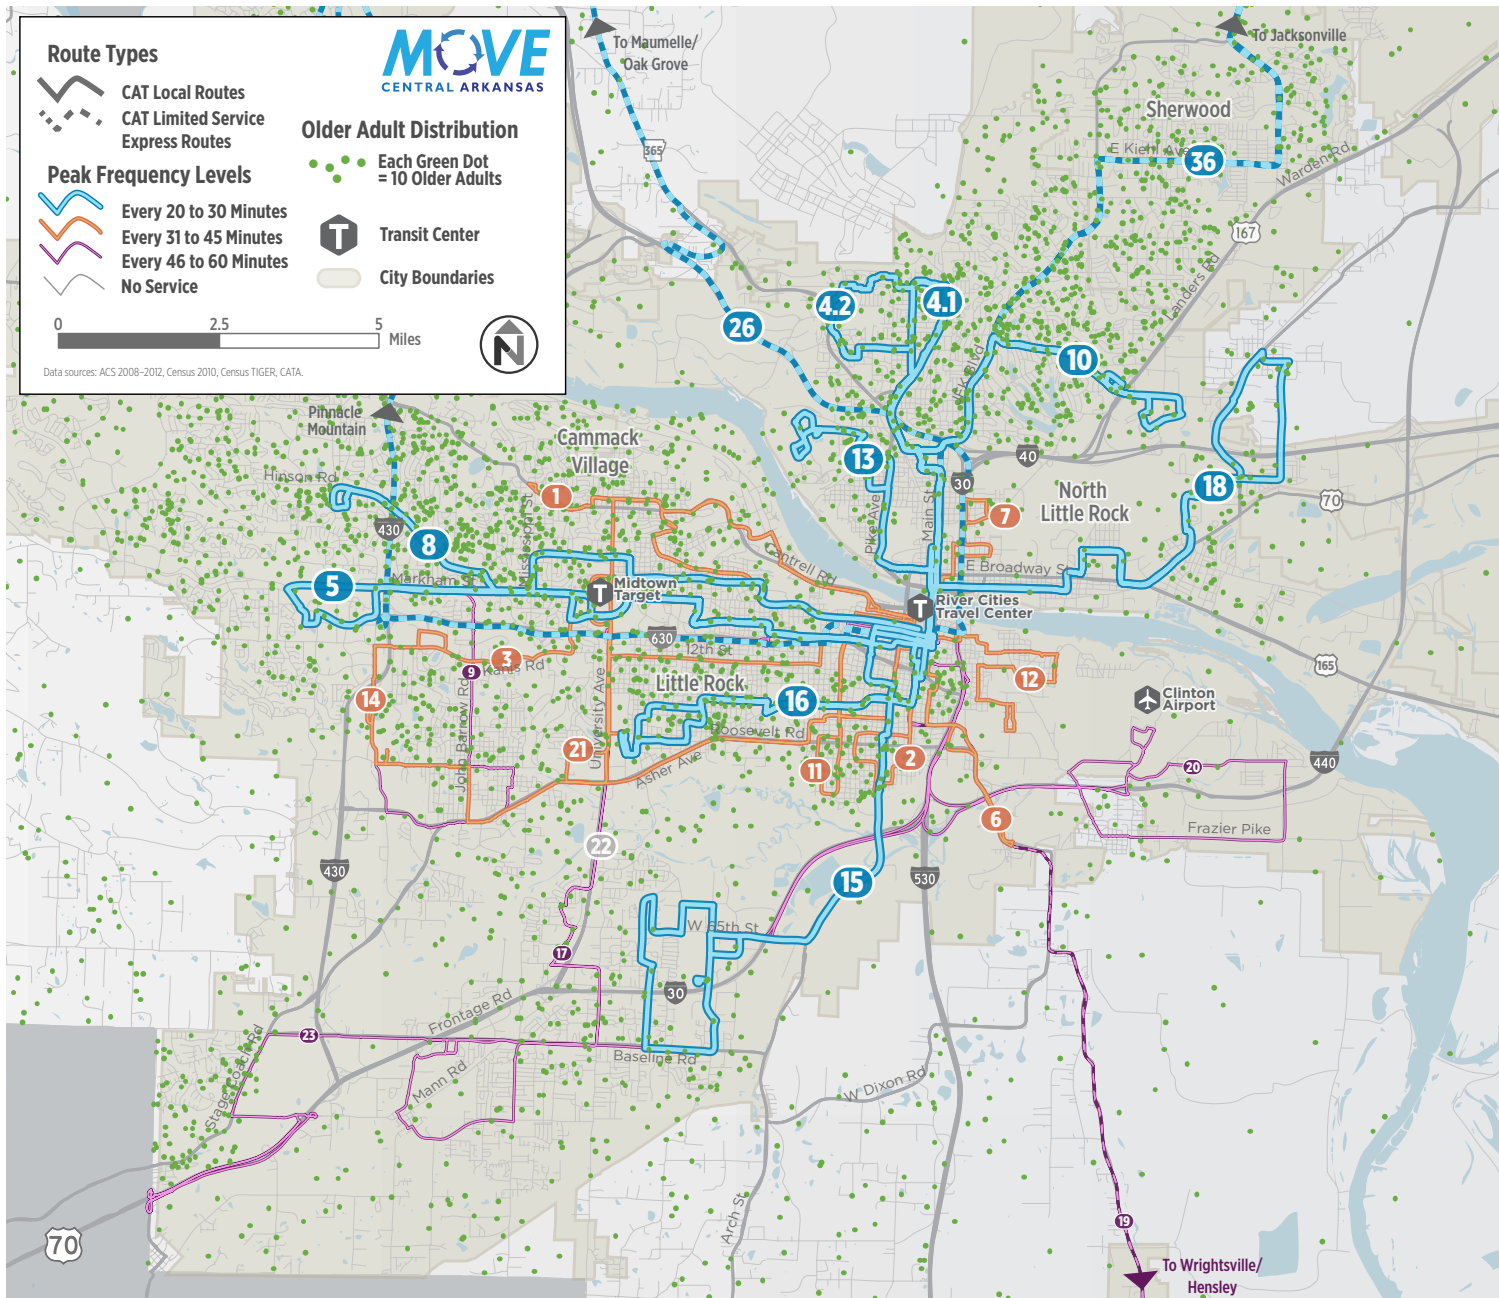 Route Types
CAT Local Routes
CAT Limited Service
Express Routes
Peak Frequency Levels
Every 20 to 30 Minutes
Every 31 to 45 Minutes
Every 46 to 60 Minutes
No Service
MOVE
CENTRAL ARKANSAS
Older Adult Distribution
Each Green Dot
= 10 Older Adults
T
Transit Center
City Boundaries
0
2.5
5
Miles
N
Data sources: ACS 2008–2012, Census 2010, Census TIGER, CATA.
To Maumelle/
Oak Grove
To Jacksonville
Sherwood
365
E Kiehl Ave
36
Warden Rd
167
Landers Rd
4.2
4.1
26
10
JFK Blvd
Pinnacle
Mountain
Cammack
Village
13
40
18
Hinson Rd
30
70
1
Mississippi St
Pike Ave
Main St
7
North
Little Rock
430
8
Cantrell Rd
E Broadway St
5
Markham St
T
Midtown
Target
T
River Cities
Travel Center
630
12th St
165
3
Kanis Rd
9
12
14
Little Rock
16
Clinton
Airport
John Barrow Rd
University Ave
Roosevelt Rd
21
Asher Ave
11
2
20
440
6
Frazier Pike
22
430
15
530
W 65th St
17
30
Frontage Rd
23
Baseline Rd
Stage Coach Rd
Mann Rd
W Dixon Rd
Arch St
19
70
To Wrightsville/
Hensley